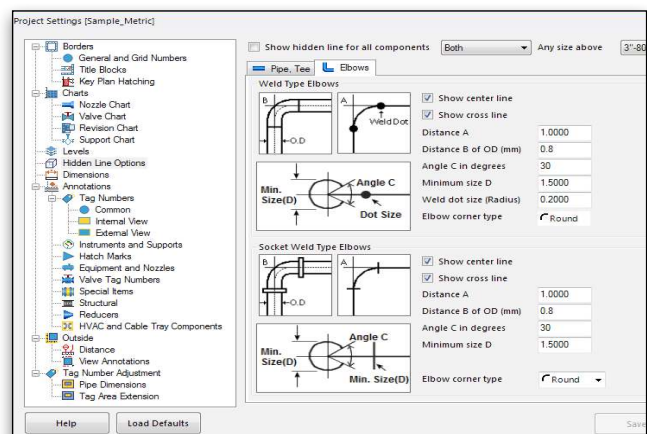 Project Settings [Sample_Metric]
Borders
General and Grid Numbers
Title Blocks
Key Plan Hatching
Charts
Nozzle Chart
Valve Chart
Revision Chart
Support Chart
Levels
Hidden Line Options
Dimensions
Annotations
Tag Numbers
Common
Internal View
External View
Instruments and Supports
Hatch Marks
Equipment and Nozzles
Valve Tag Numbers
Special Items
Structural
Reducers
HVAC and Cable Tray Components
Outside
Distance
View Annotations
Tag Number Adjustment
Pipe Dimensions
Tag Area Extension
Help
Load Defaults
Show hidden line for all components Both Any size above 3"-80
Pipe, Tee Elbows
Weld Type Elbows
B O.D
A WeldDot
Min. Size(D) Angle C Dot Size
Show center line
Show cross line
Distance A 1.0000
Distance B of OD (mm) 0.8
Angle C in degrees 30
Minimum size D 1.5000
Weld dot size (Radius) 0.2000
Elbow corner type Round
Socket Weld Type Elbows
B O.D
A
Min. Size(D) Angle C Min. Size(D)
Show center line
Show cross line
Distance A 1.0000
Distance B of OD (mm) 0.8
Angle C in degrees 30
Minimum size D 1.5000
Elbow corner type Round
Save